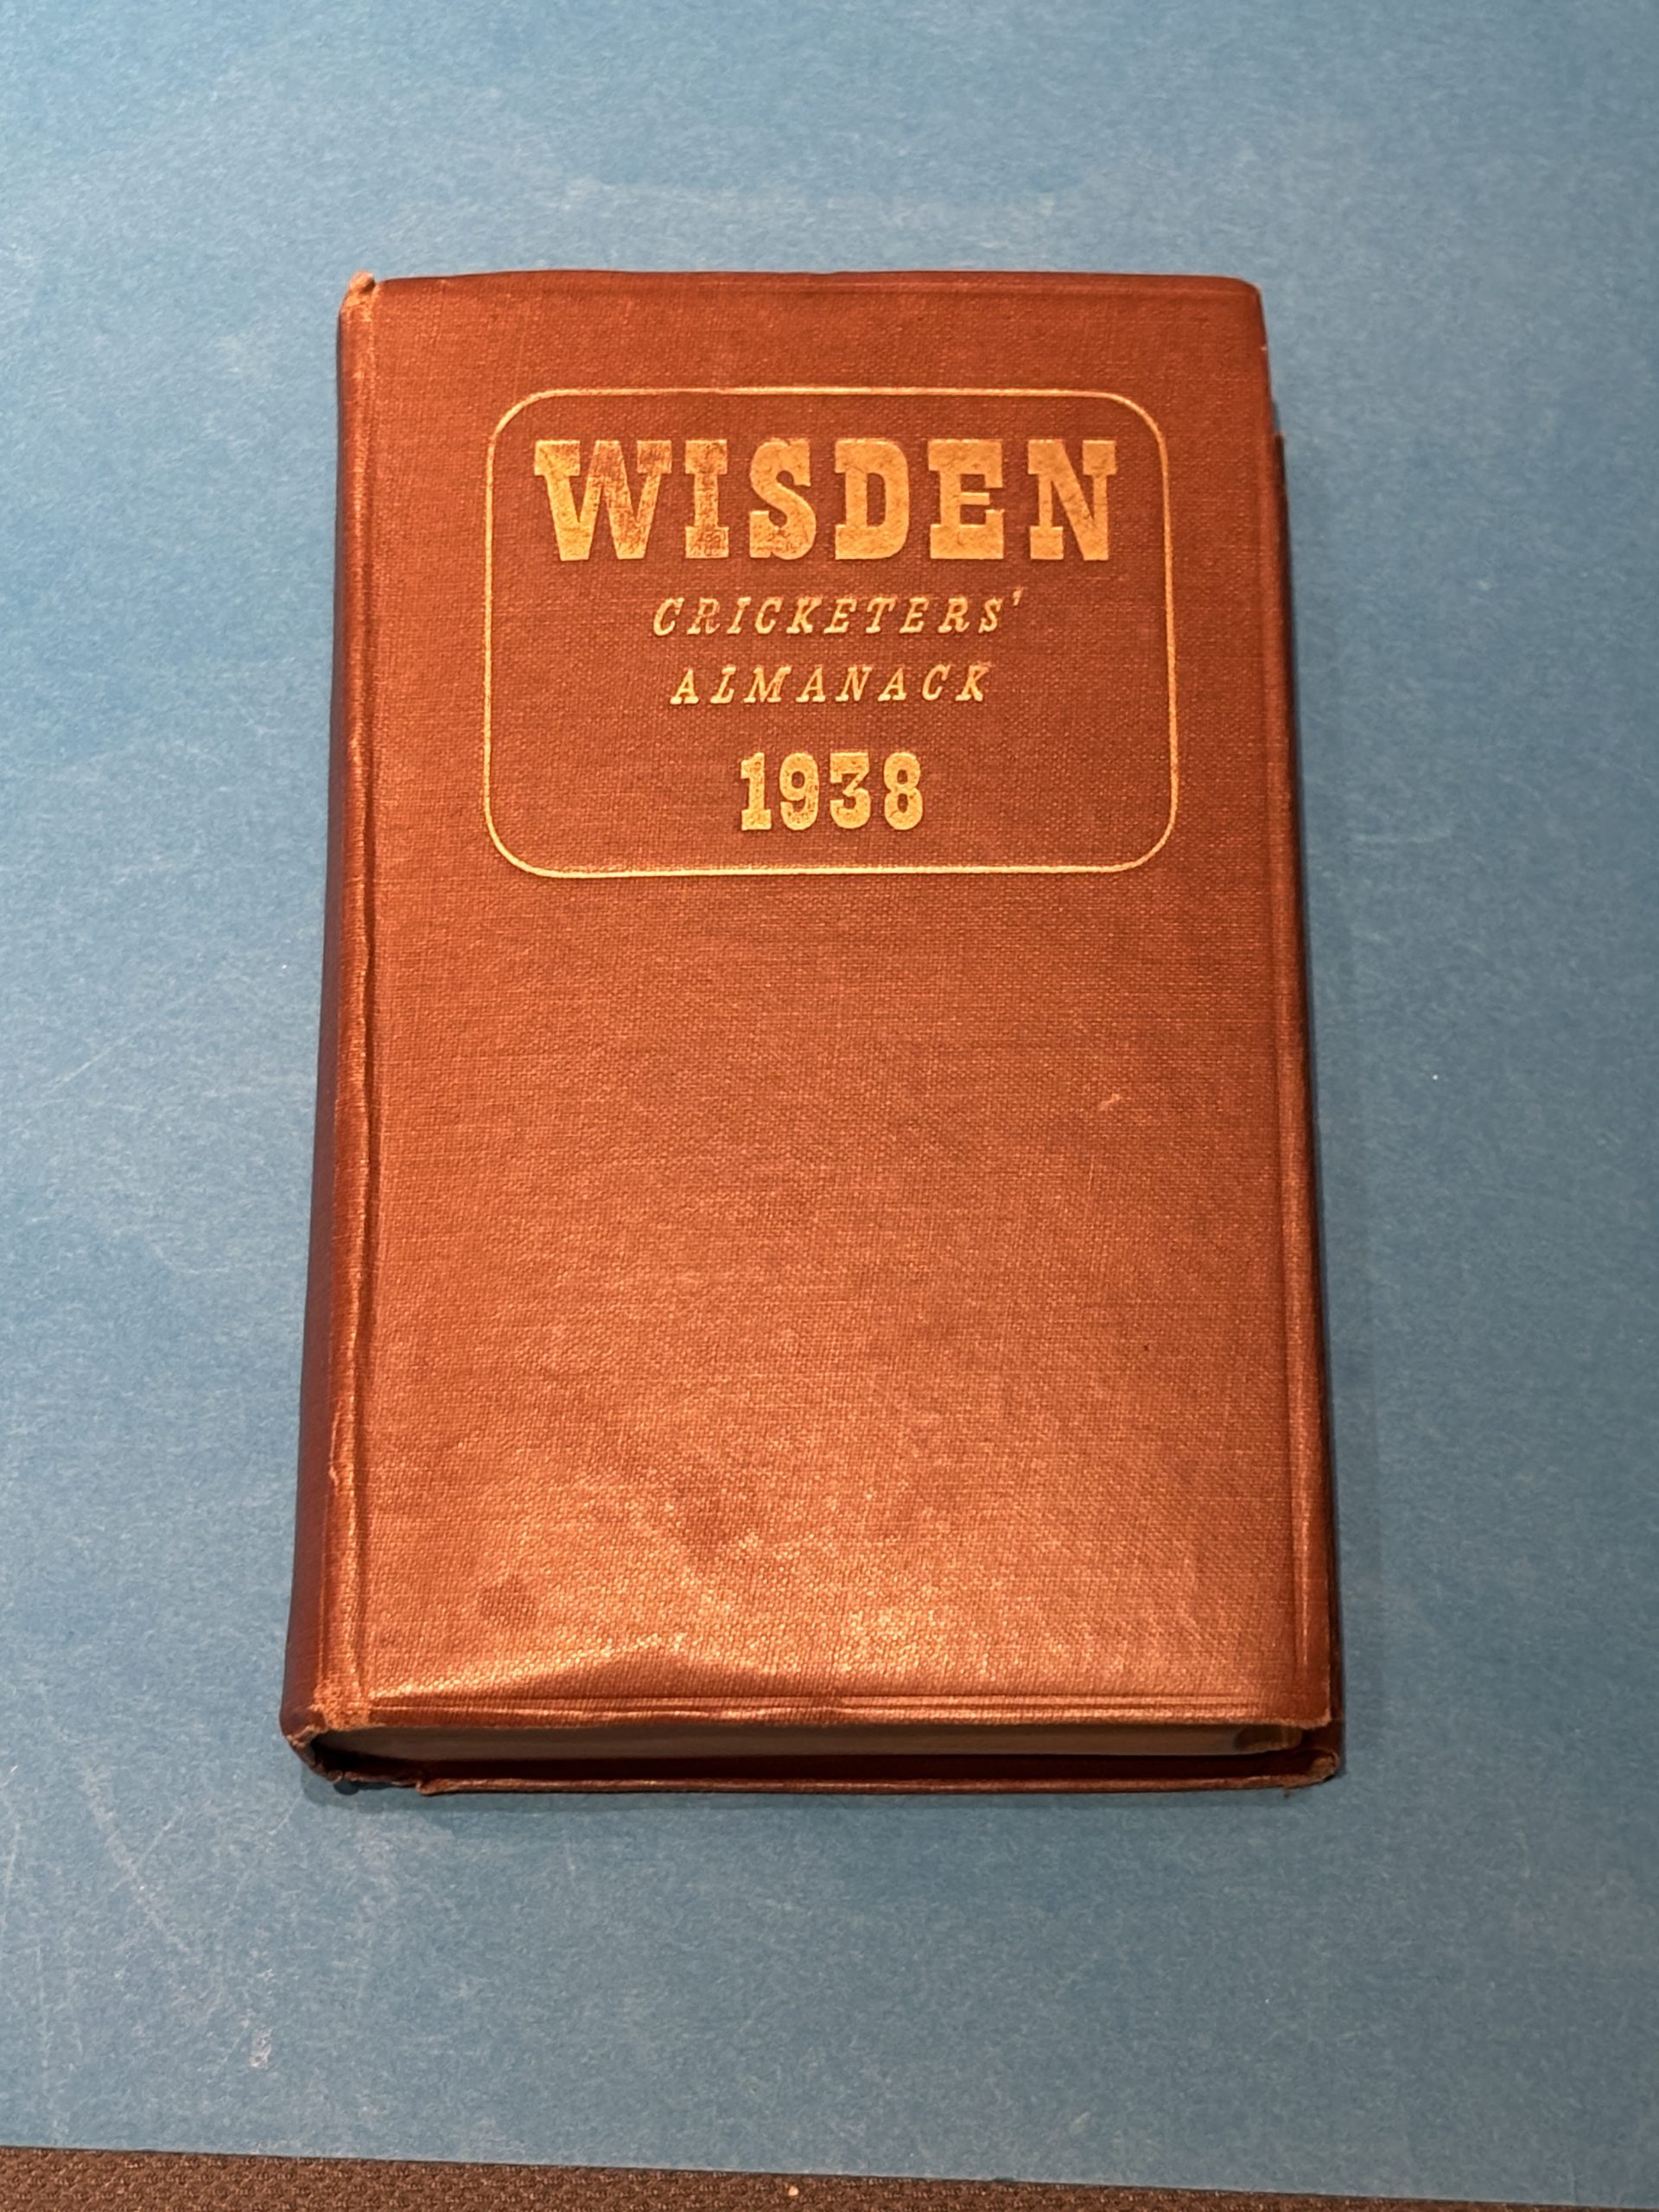 WISDEN
CRICKETERS'
ALMANACK
1938